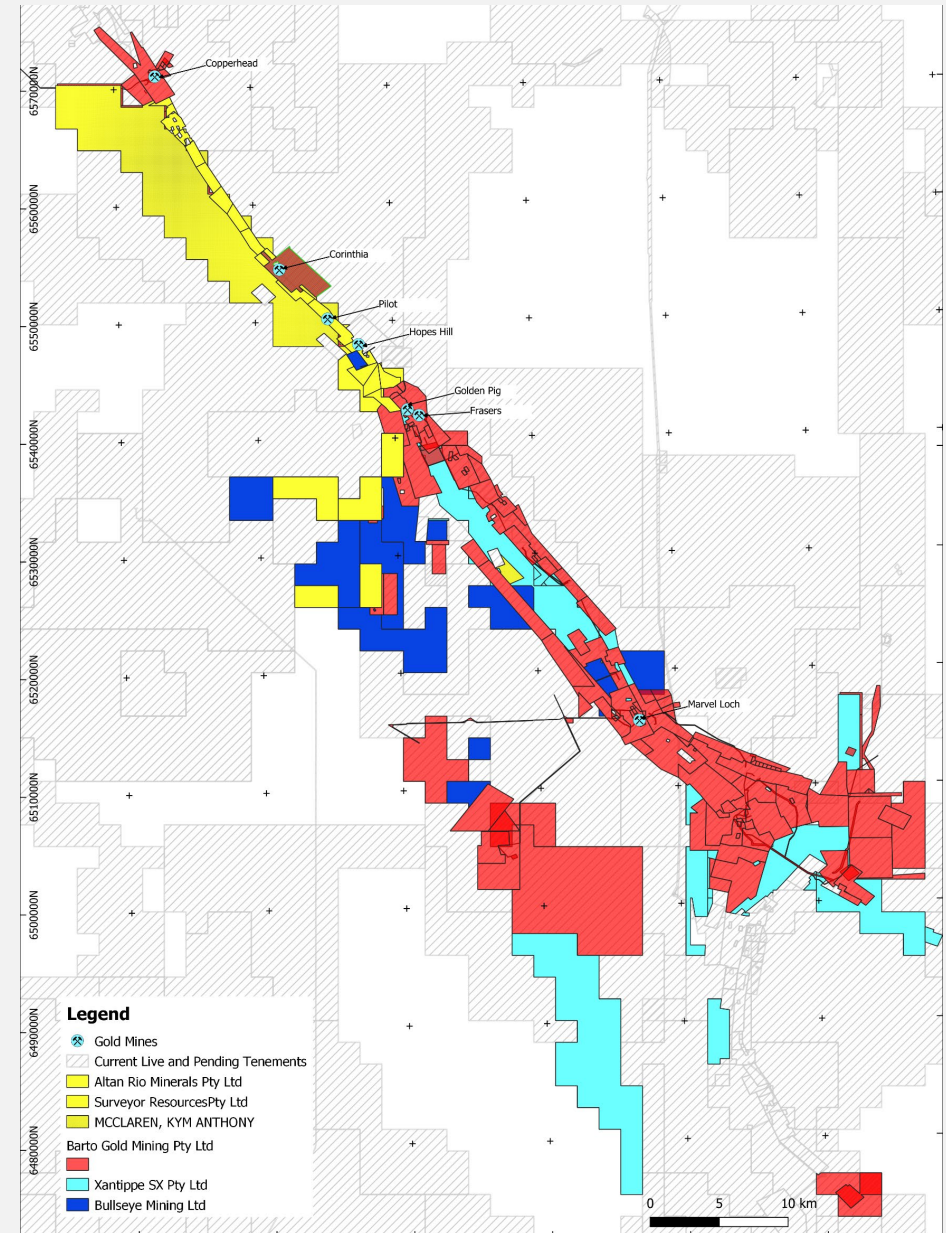 Copperhead
6570000N
6560000N
Corinthia
Pilot
6550000N
Hopes Hill
Golden Pig
Frasers
6540000N
6530000N
6520000N
Marvel Loch
6510000N
6500000N
Legend
Gold Mines
Current Live and Pending Tenements
Altan Rio Minerals Pty Ltd
Surveyor ResourcesPty Ltd
MCCLAREN, KYM ANTHONY
Barto Gold Mining Pty Ltd
Xantippe SX Pty Ltd
Bullseye Mining Ltd
6490000N
6480000N
0 5 10 km